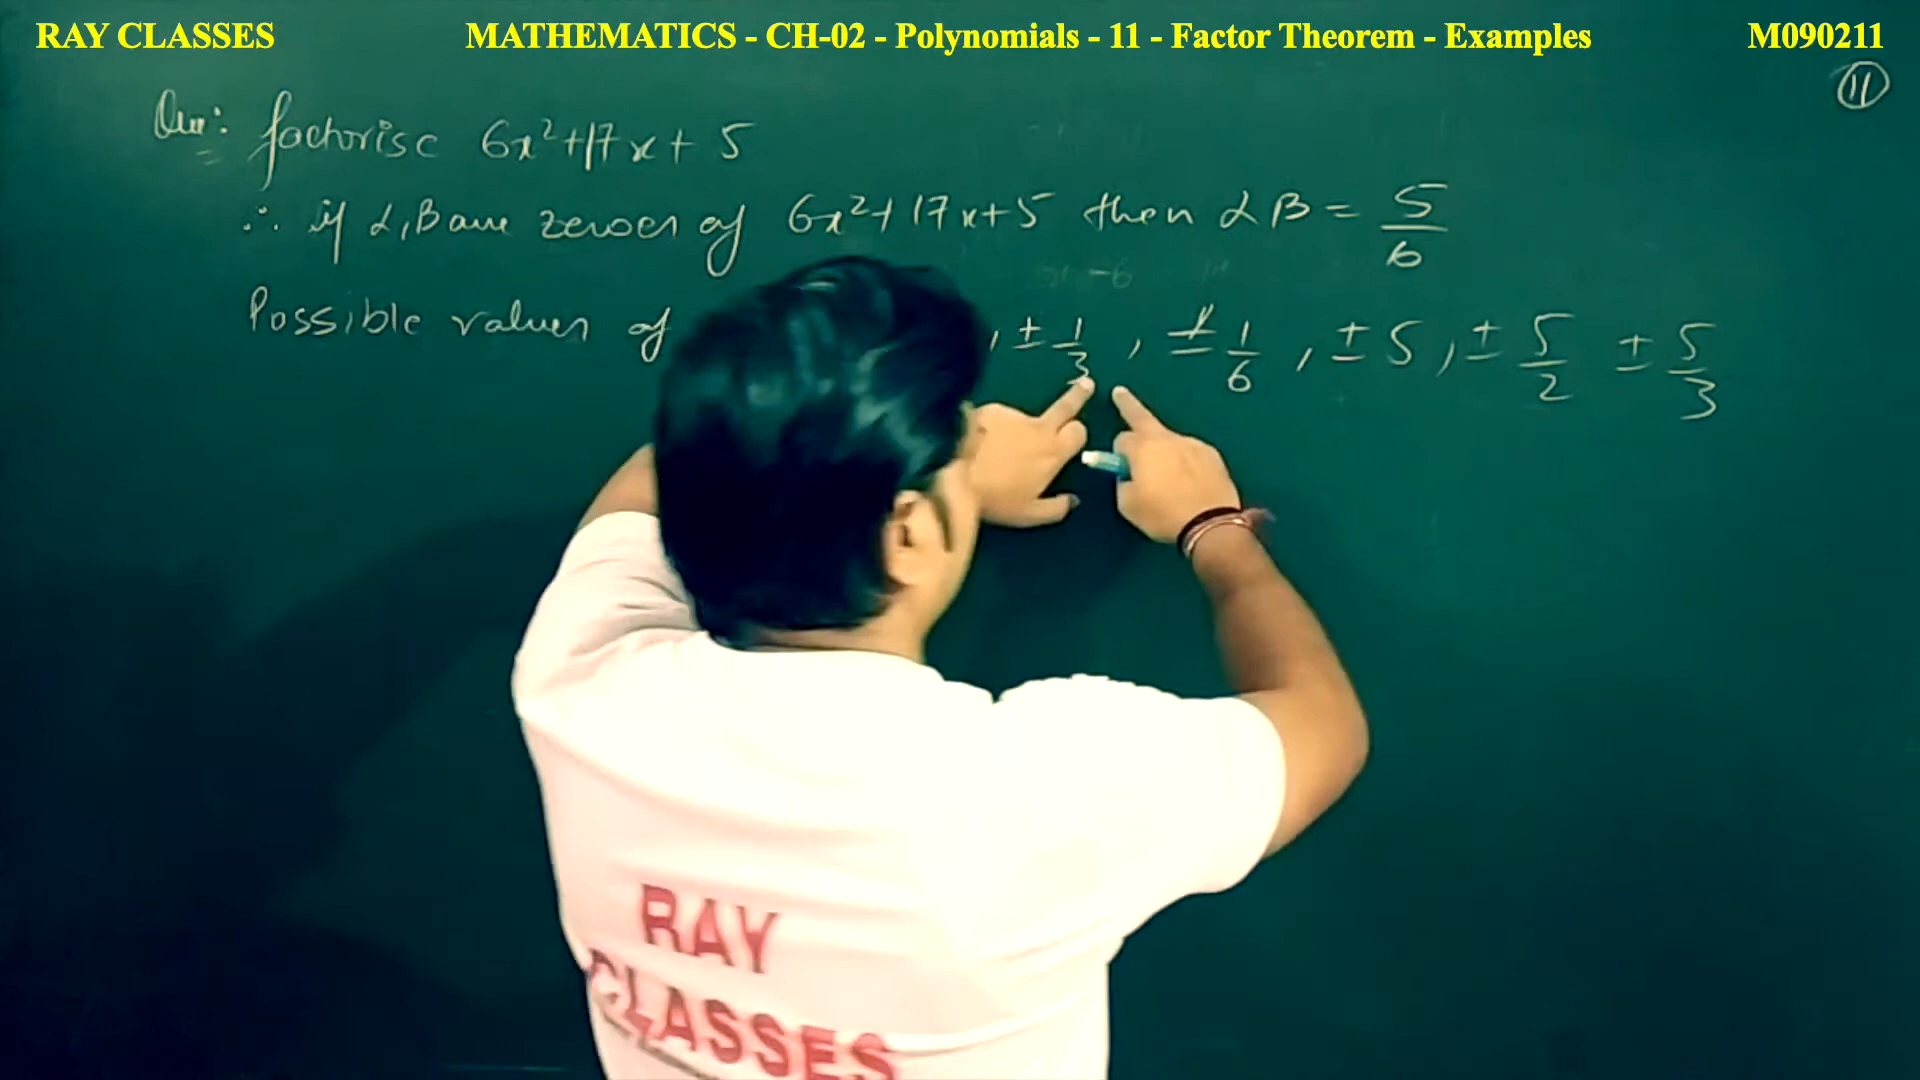 RAY CLASSES MATHEMATICS - CH-02 - Polynomials - 11 - Factor Theorem - Examples M090211
11
Que: factorise 6x²+17x+5
∴ if α,β are zeroes of 6x²+17x+5 then αβ = 5/6
Possible values of , ± 1/3 , ± 1/6 , ± 5 , ± 5/2 ± 5/3
RAY
CLASSES